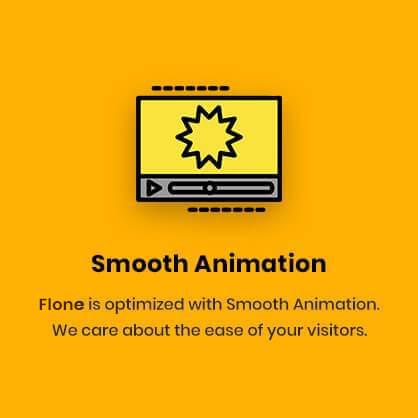 Smooth Animation
Flone is optimized with Smooth Animation.
We care about the ease of your visitors.